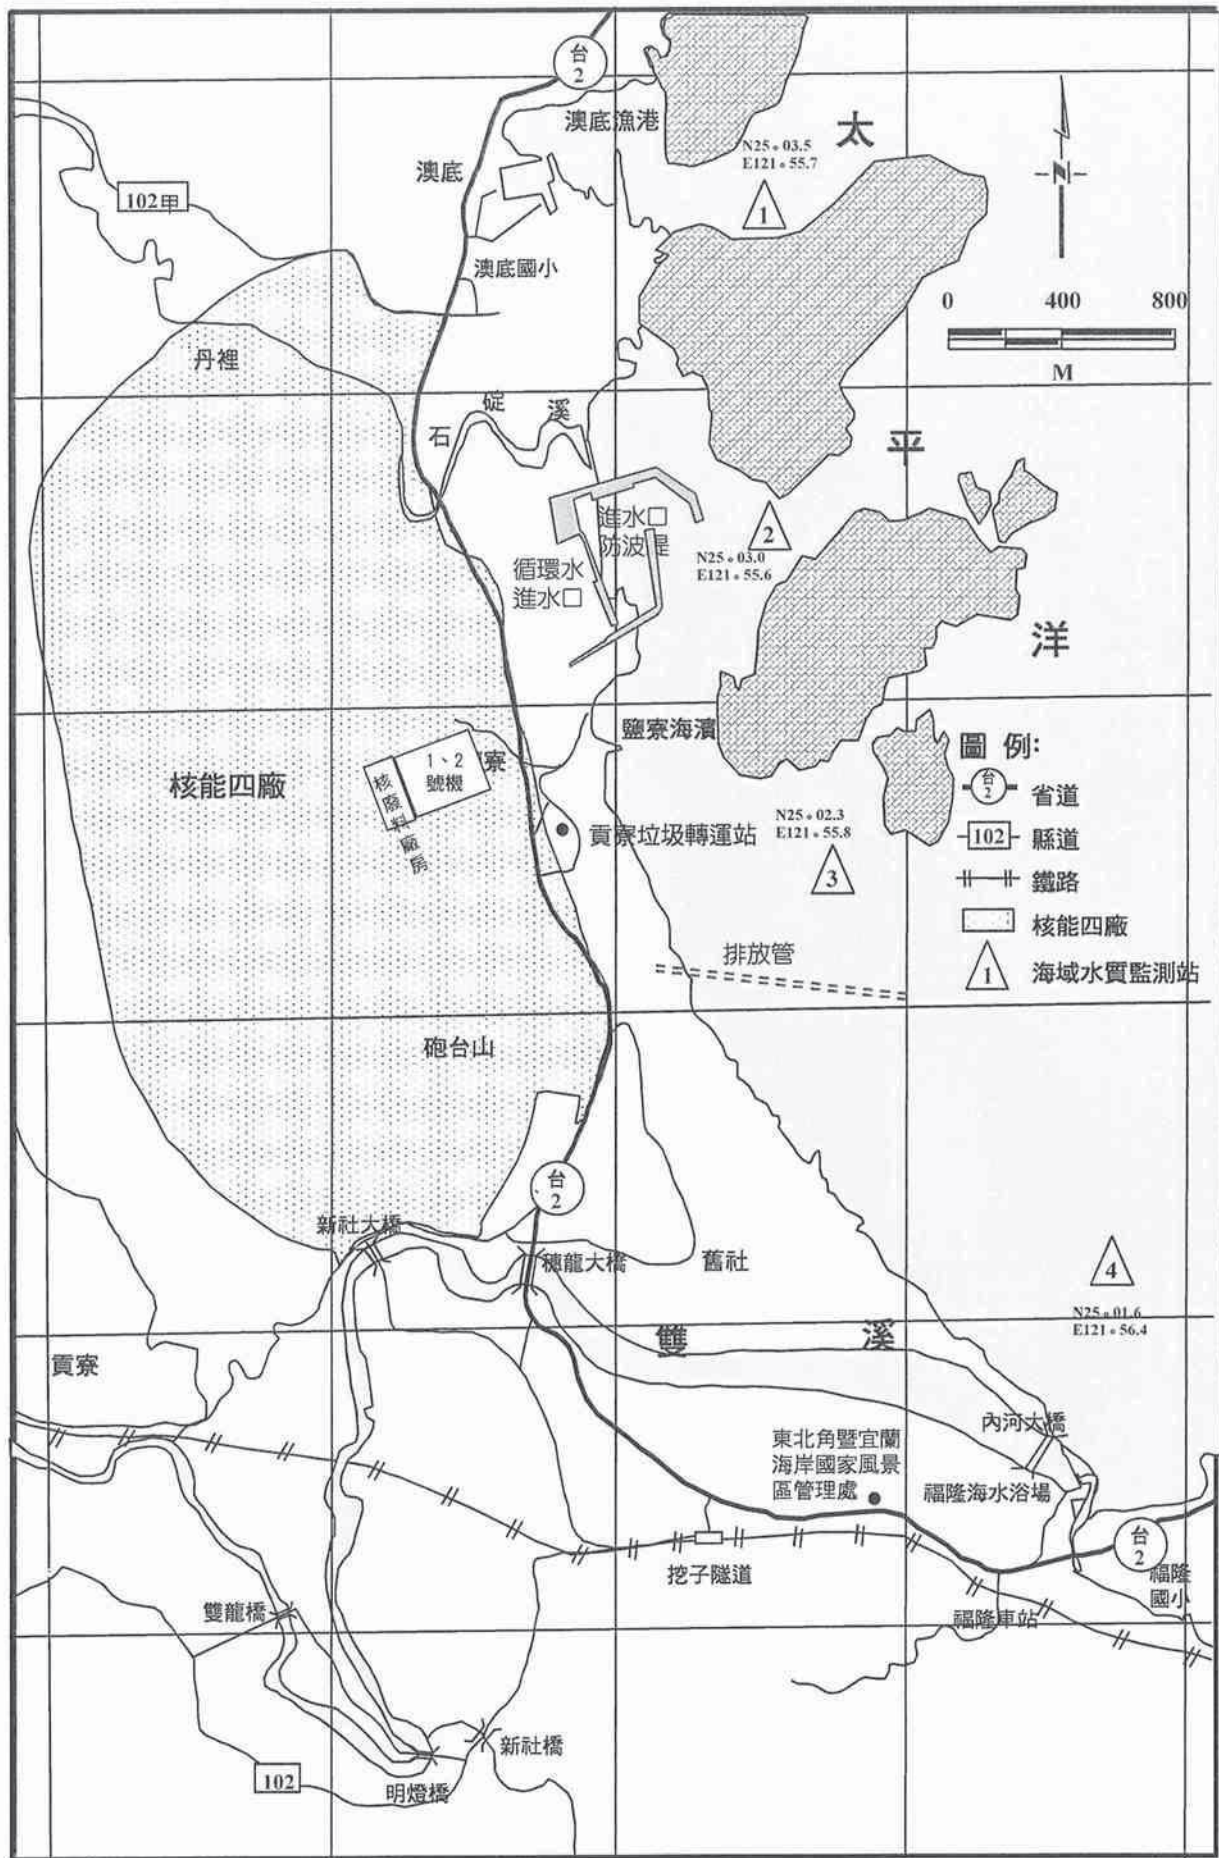 台
2
澳底漁港
太
N25。03.5
E121。55.7
澳底
102甲
1
N
澳底國小
0 400 800
M
丹裡
石 碇 溪
平
進水口
防波堤
2
N25。03.0
E121。55.6
循環水
進水口
洋
鹽寮海濱
圖 例:
台
2
省道
102
縣道
鐵路
核能四廠
1
海域水質監測站
核能四廠
1、2
號機
寮
核廢料廠房
貢寮垃圾轉運站
N25。02.3
E121。55.8
3
排放管
砲台山
台
2
新社大橋
穗龍大橋
舊社
4
N25。01.6
E121。56.4
雙 溪
貢寮
內河大橋
東北角暨宜蘭
海岸國家風景
區管理處
福隆海水浴場
台
2
福隆
國小
挖子隧道
雙龍橋
福隆車站
新社橋
102
明燈橋